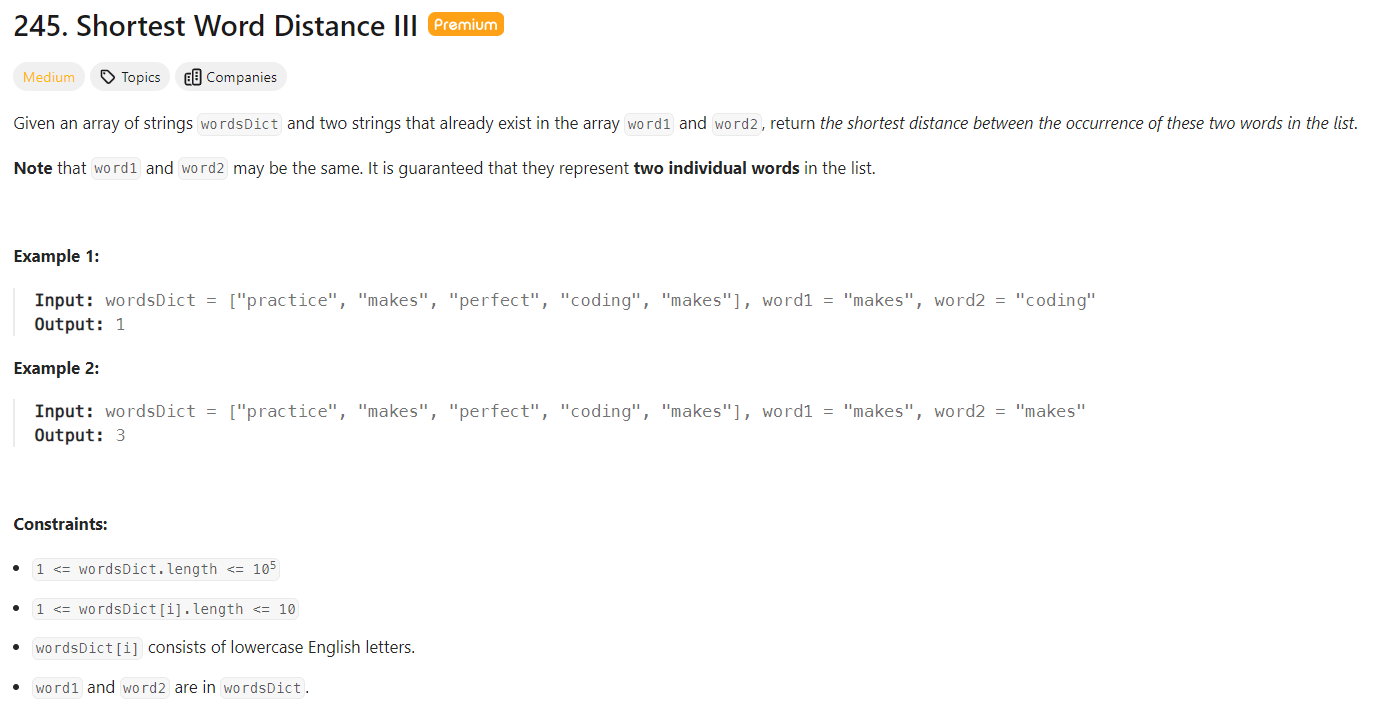 245. Shortest Word Distance III Premium
Medium Topics Companies
Given an array of strings wordsDict and two strings that already exist in the array word1 and word2, return the shortest distance between the occurrence of these two words in the list.
Note that word1 and word2 may be the same. It is guaranteed that they represent two individual words in the list.
Example 1:
Input: wordsDict = ["practice", "makes", "perfect", "coding", "makes"], word1 = "makes", word2 = "coding"
Output: 1
Example 2:
Input: wordsDict = ["practice", "makes", "perfect", "coding", "makes"], word1 = "makes", word2 = "makes"
Output: 3
Constraints:
• 1 <= wordsDict.length <= 10⁵
• 1 <= wordsDict[i].length <= 10
• wordsDict[i] consists of lowercase English letters.
• word1 and word2 are in wordsDict.